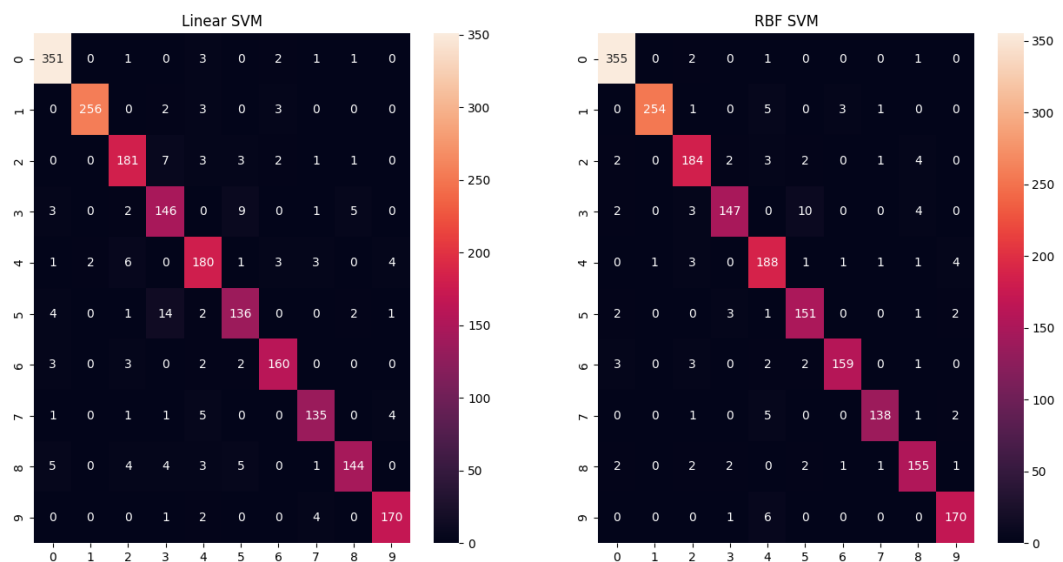 Linear SVM
0 351 0 1 0 3 0 2 1 1 0
1 0 256 0 2 3 0 3 0 0 0
2 0 0 181 7 3 3 2 1 1 0
3 3 0 2 146 0 9 0 1 5 0
4 1 2 6 0 180 1 3 3 0 4
5 4 0 1 14 2 136 0 0 2 1
6 3 0 3 0 2 2 160 0 0 0
7 1 0 1 1 5 0 0 135 0 4
8 5 0 4 4 3 5 0 1 144 0
9 0 0 0 1 2 0 0 4 0 170
0 1 2 3 4 5 6 7 8 9
350
300
250
200
150
100
50
0
RBF SVM
0 355 0 2 0 1 0 0 0 1 0
1 0 254 1 0 5 0 3 1 0 0
2 2 0 184 2 3 2 0 1 4 0
3 2 0 3 147 0 10 0 0 4 0
4 0 1 3 0 188 1 1 1 1 4
5 2 0 0 3 1 151 0 0 1 2
6 3 0 3 0 2 2 159 0 1 0
7 0 0 1 0 5 0 0 138 1 2
8 2 0 2 2 0 2 1 1 155 1
9 0 0 0 1 6 0 0 0 0 170
0 1 2 3 4 5 6 7 8 9
350
300
250
200
150
100
50
0